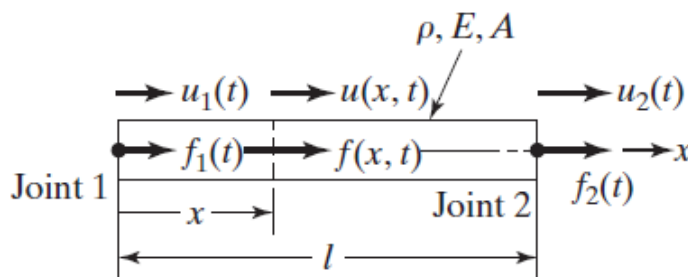 ρ, E, A
u₁(t) u(x, t) u₂(t)
f₁(t) f(x, t) x
Joint 1 Joint 2 f₂(t)
x
l